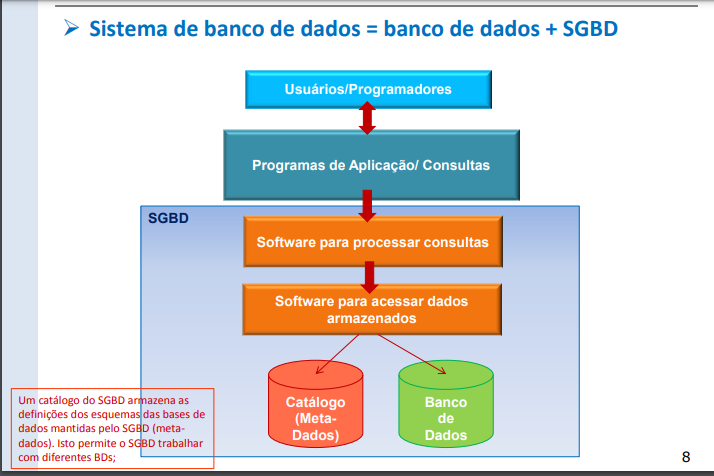 Sistema de banco de dados = banco de dados + SGBD
Usuários/Programadores
Programas de Aplicação/ Consultas
SGBD
Software para processar consultas
Software para acessar dados
armazenados
Catálogo
(Meta-
Dados)
Banco
de
Dados
Um catálogo do SGBD armazena as
definições dos esquemas das bases de
dados mantidas pelo SGBD (meta-
dados). Isto permite o SGBD trabalhar
com diferentes BDs;
8